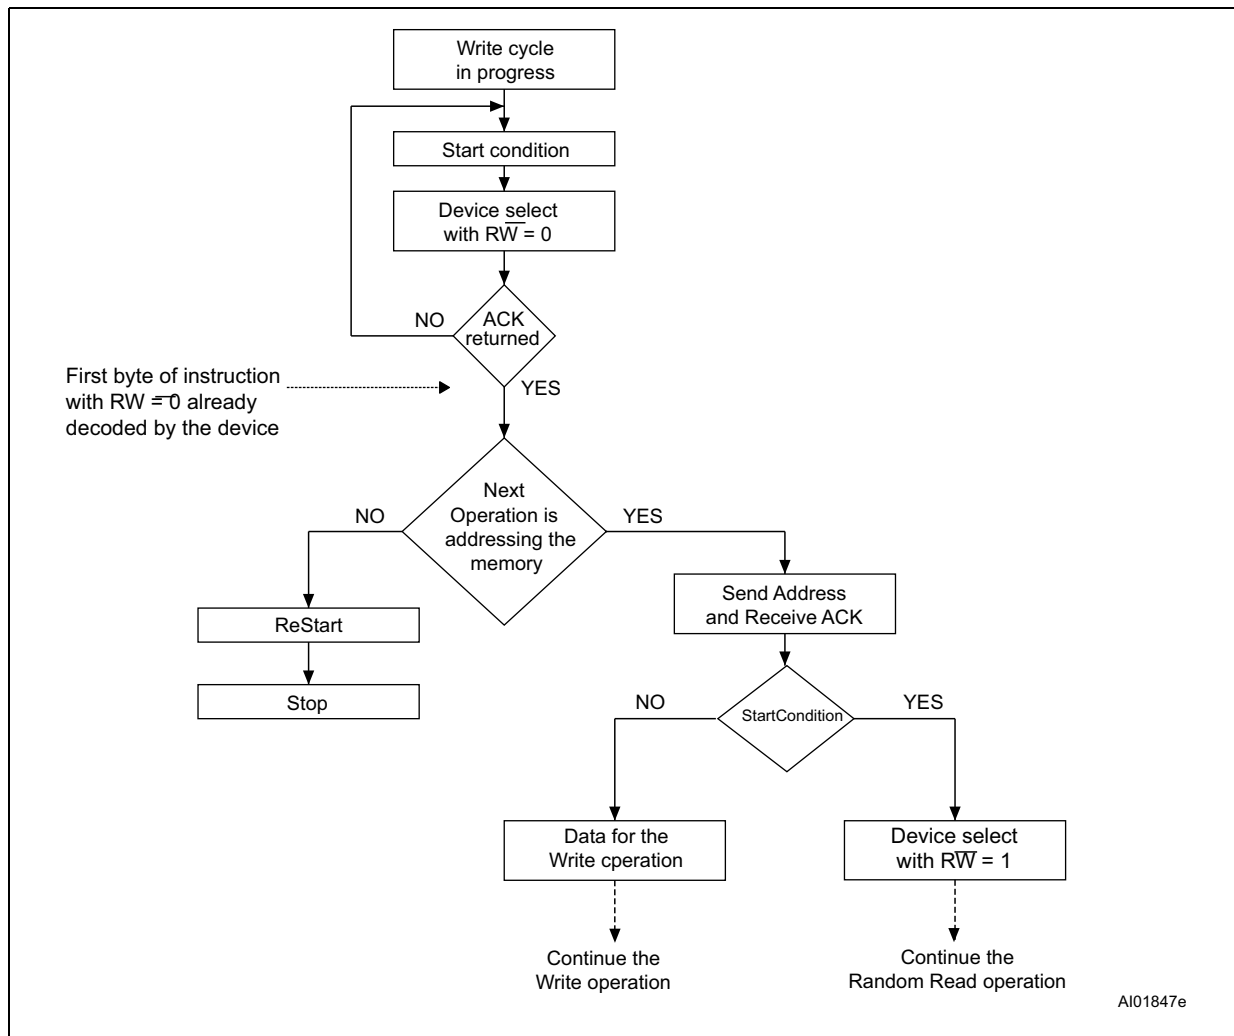 Write cycle
in progress
Start condition
Device select
with RW̅ = 0
NO
ACK
returned
YES
First byte of instruction
with RW = 0 already
decoded by the device
NO
Next
Operation is
addressing the
memory
YES
Send Address
and Receive ACK
ReStart
Stop
NO
StartCondition
YES
Data for the
Write cperation
Device select
with RW̅ = 1
Continue the
Write operation
Continue the
Random Read operation
AI01847e